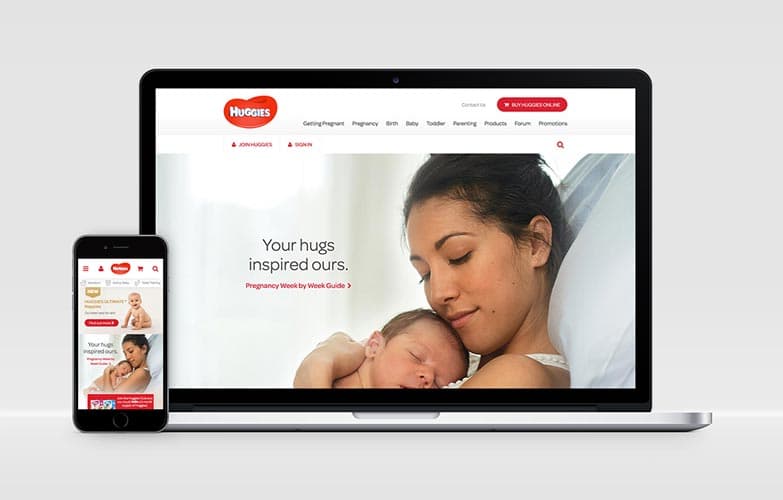 HUGGIES
Contact Us
BUY HUGGIES ONLINE
Getting Pregnant Pregnancy Birth Baby Toddler Parenting Products Forum Promotions
JOIN HUGGIES SIGN IN
Your hugs
inspired ours.
Pregnancy Week by Week Guide
HUGGIES
NEW
HUGGIES ULTIMATE
Nappies
Find out more
Your hugs
inspired ours.
Pregnancy Week by
Week Guide